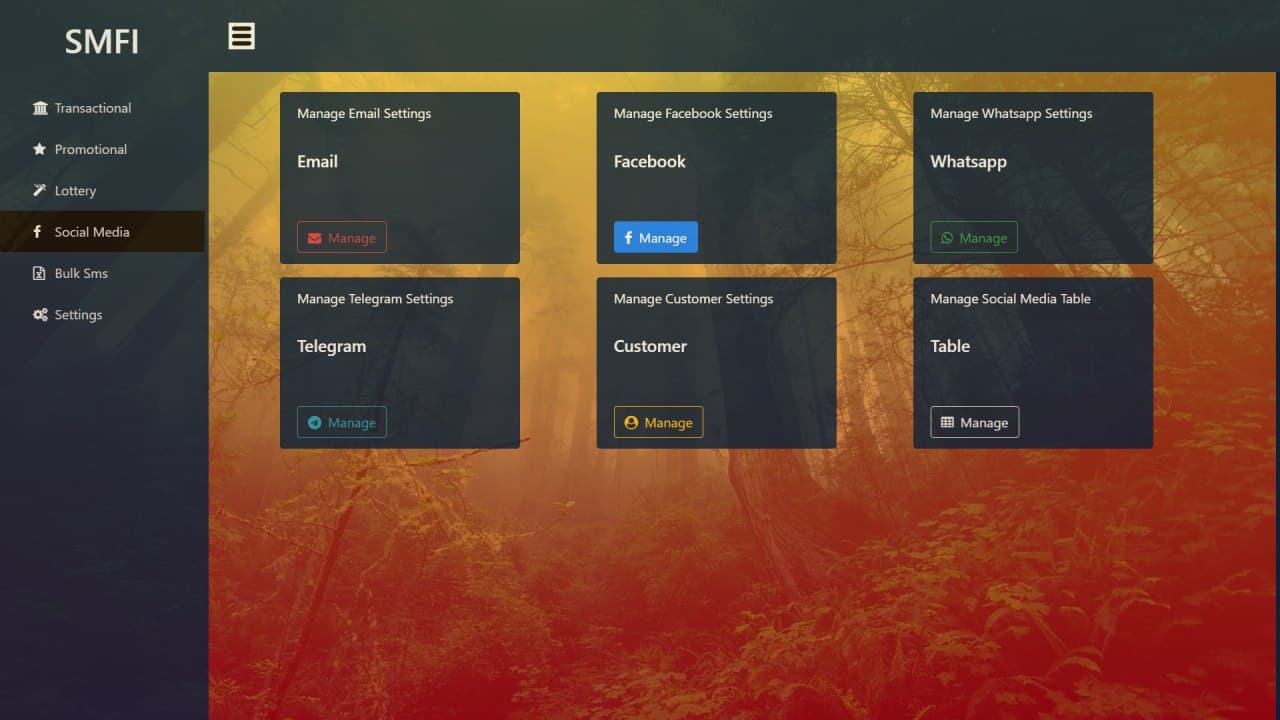 SMFI
Transactional
Promotional
Lottery
Social Media
Bulk Sms
Settings
Manage Email Settings
Email
Manage
Manage Facebook Settings
Facebook
Manage
Manage Whatsapp Settings
Whatsapp
Manage
Manage Telegram Settings
Telegram
Manage
Manage Customer Settings
Customer
Manage
Manage Social Media Table
Table
Manage